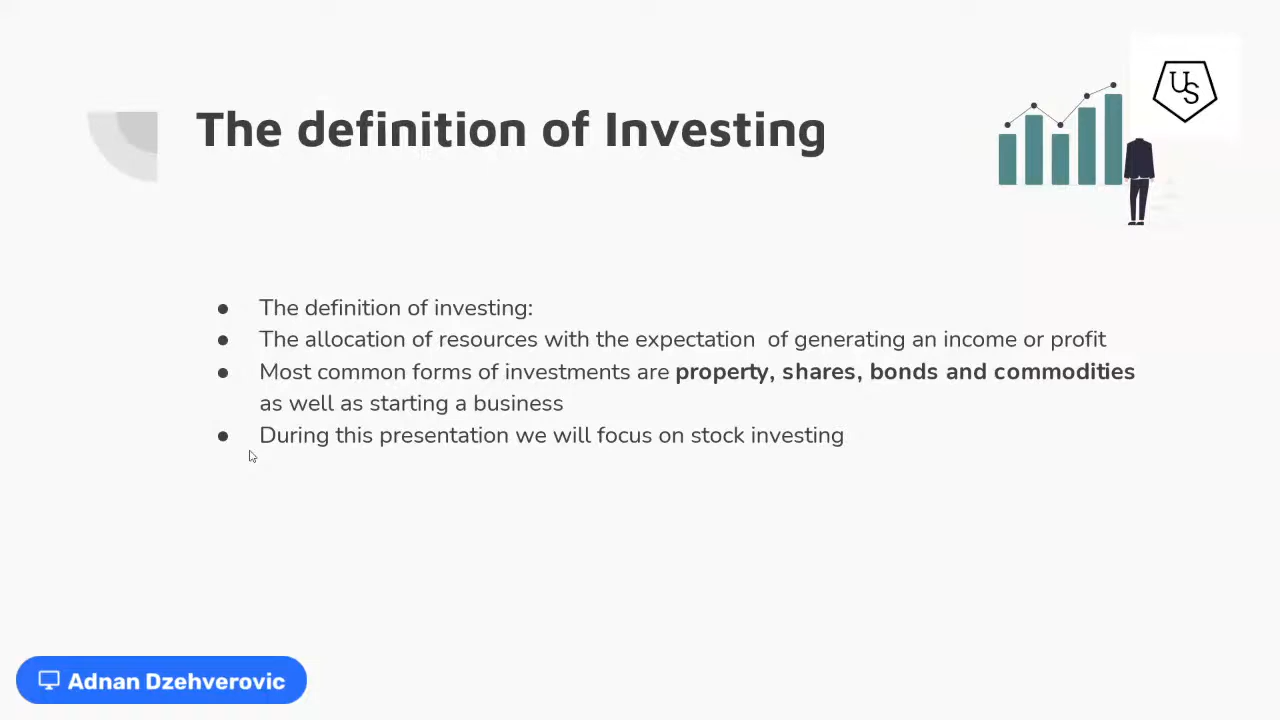 The definition of Investing
US
● The definition of investing:
● The allocation of resources with the expectation  of generating an income or profit
● Most common forms of investments are property, shares, bonds and commodities
as well as starting a business
● During this presentation we will focus on stock investing
Adnan Dzehverovic